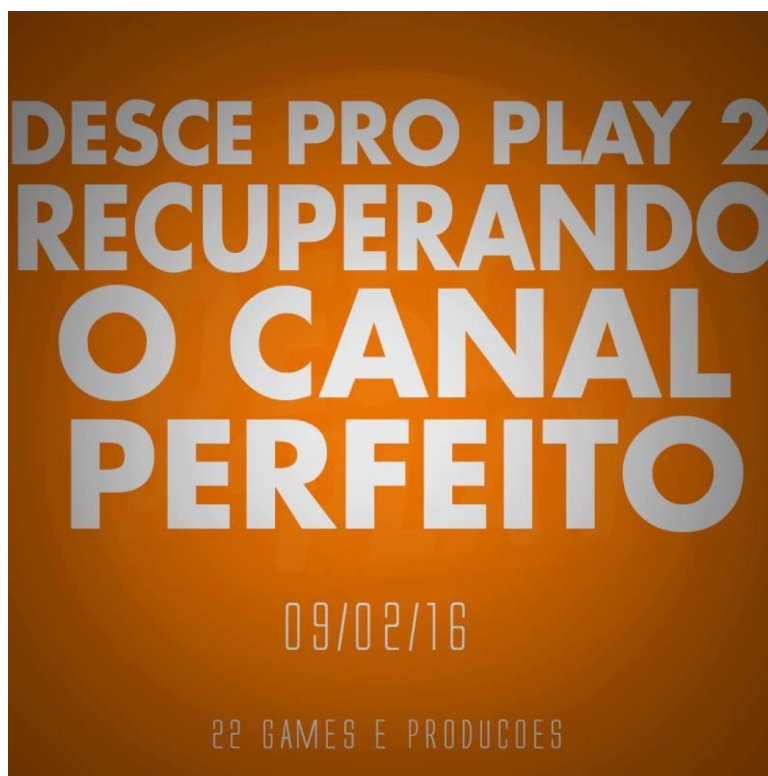 DESCE PRO PLAY 2
RECUPERANDO
O CANAL
PERFEITO
09/02/16
22 GAMES E PRODUCOES